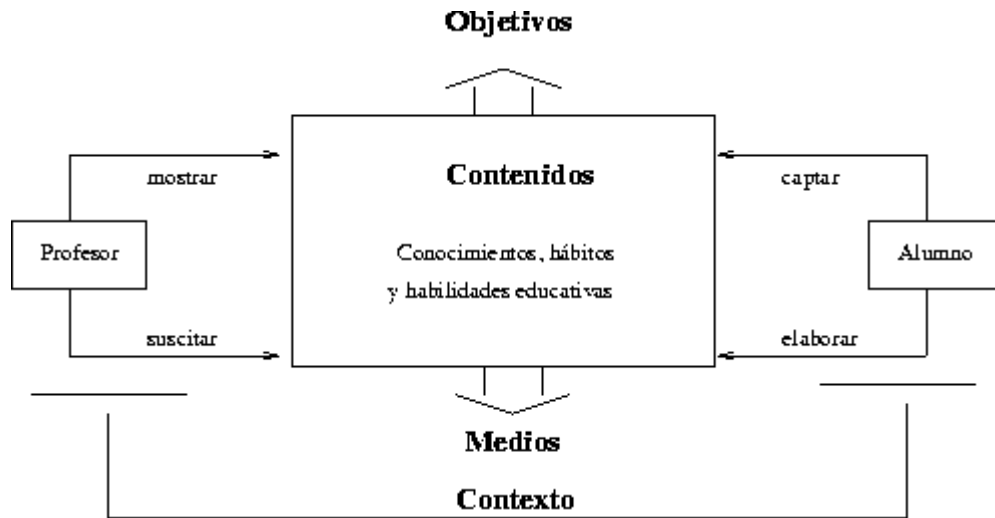 Objetivos
mostrar
Contenidos
captar
Profesor
Conocimientos, hábitos
y habilidades educativas
Alumno
suscitar
elaborar
Medios
Contexto